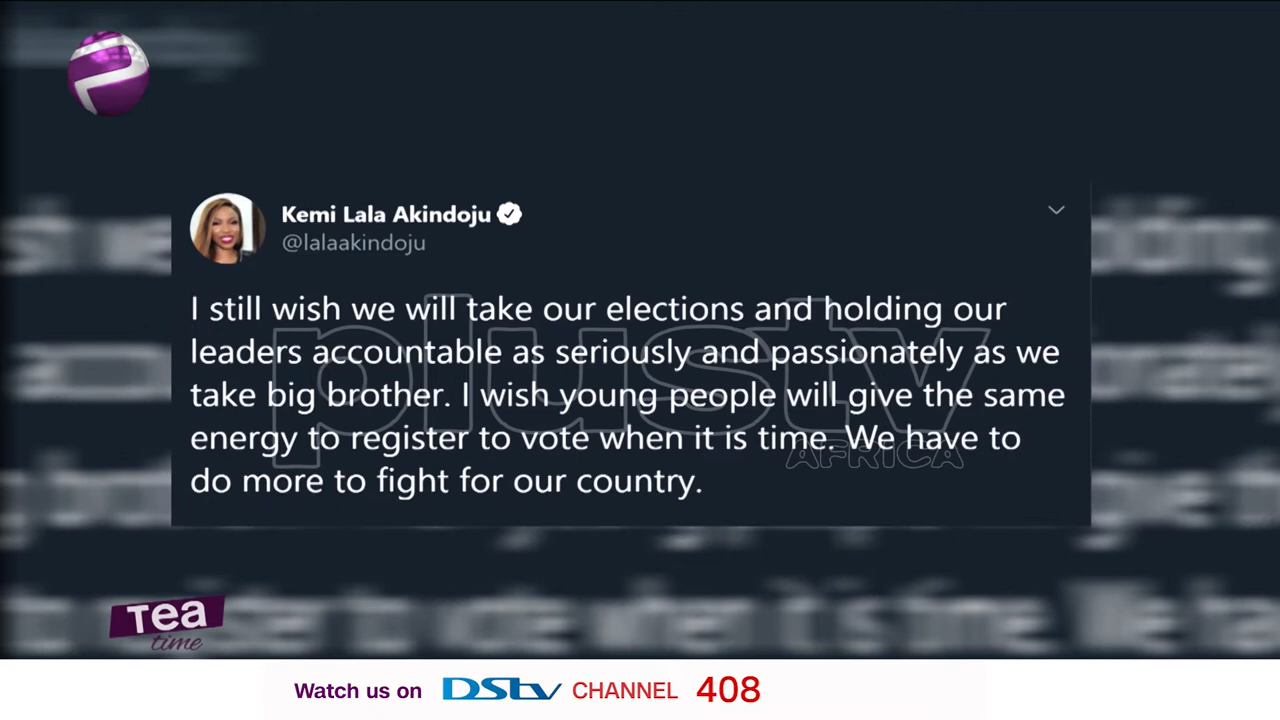 Kemi Lala Akindoju
@lalaakindoju
I still wish we will take our elections and holding our
leaders accountable as seriously and passionately as we
take big brother. I wish young people will give the same
energy to register to vote when it is time. We have to
do more to fight for our country.
plustv
AFRICA
Tea
time
Watch us on DStv CHANNEL 408